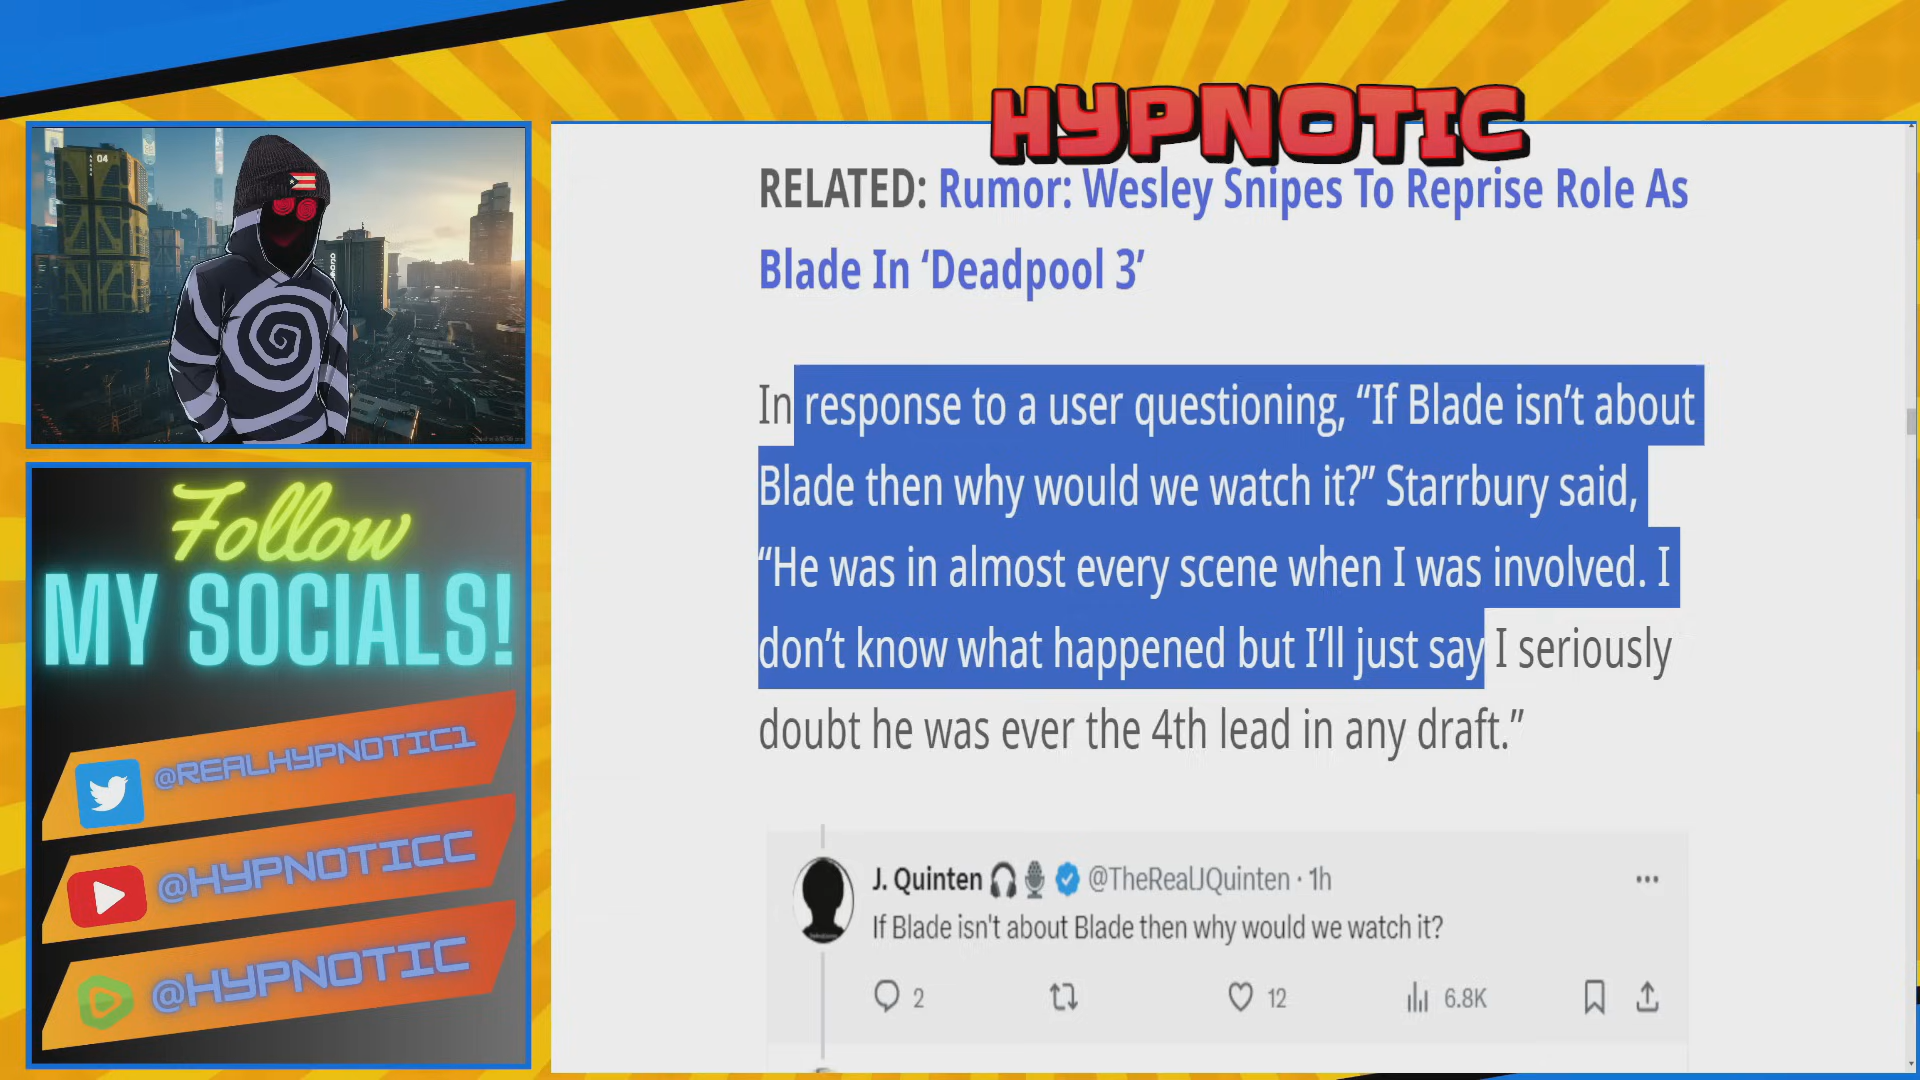 HYPNOTIC
04
RELATED: Rumor: Wesley Snipes To Reprise Role As
Blade In ‘Deadpool 3’
In response to a user questioning, “If Blade isn’t about
Blade then why would we watch it?” Starrbury said,
“He was in almost every scene when I was involved. I
don’t know what happened but I’ll just say I seriously
doubt he was ever the 4th lead in any draft.”
J. Quinten @TheRealJQuinten · 1h
If Blade isn't about Blade then why would we watch it?
2 12 6.8K
Follow
MY SOCIALS!
@REALHYPNOTIC1
@HYPNOTICC
@HYPNOTIC